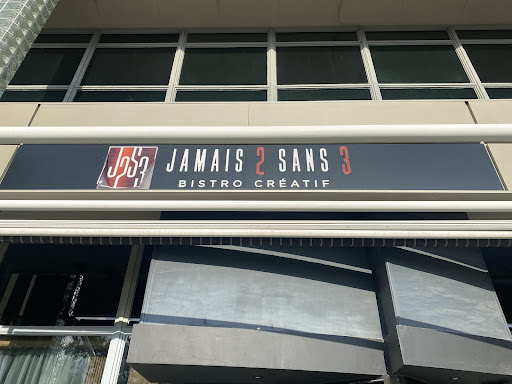 J2S3
JAMAIS 2 SANS 3
BISTRO CRÉATIF